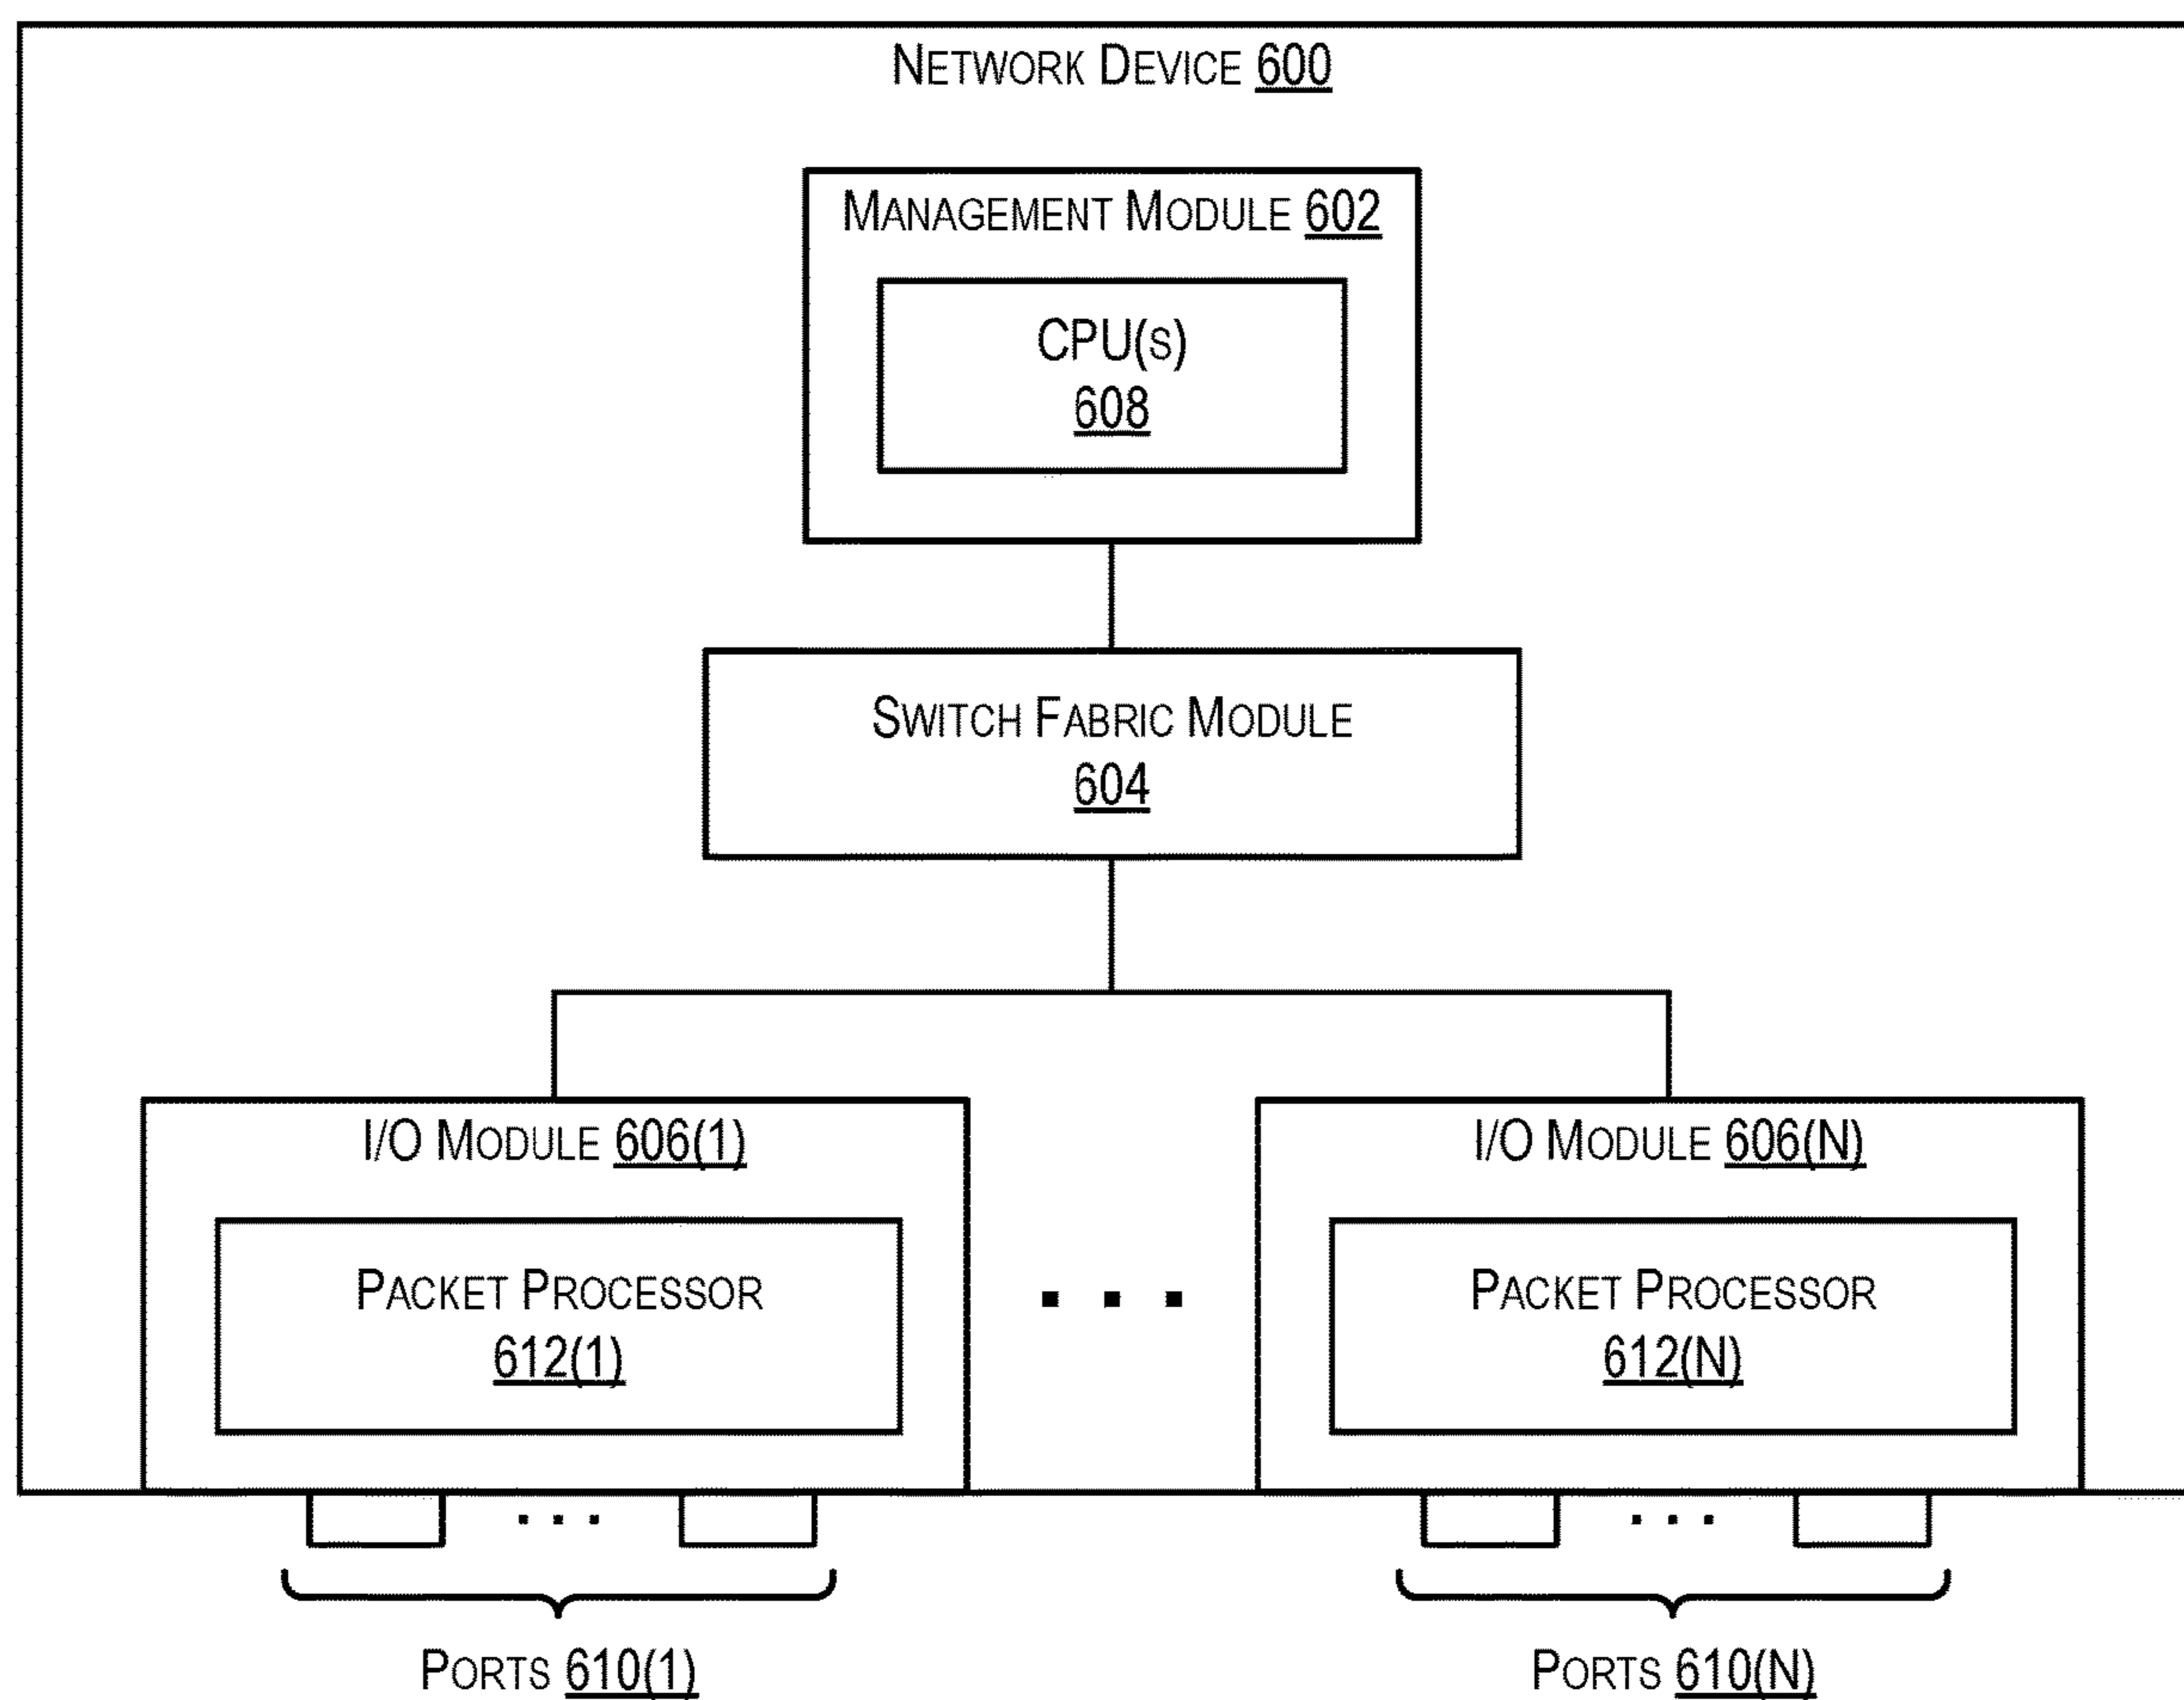 NETWORK DEVICE 600
MANAGEMENT MODULE 602
CPU(S)
608
SWITCH FABRIC MODULE
604
I/O MODULE 606(1)
I/O MODULE 606(N)
PACKET PROCESSOR
612(1)
. . .
PACKET PROCESSOR
612(N)
. . .
. . .
PORTS 610(1)
PORTS 610(N)